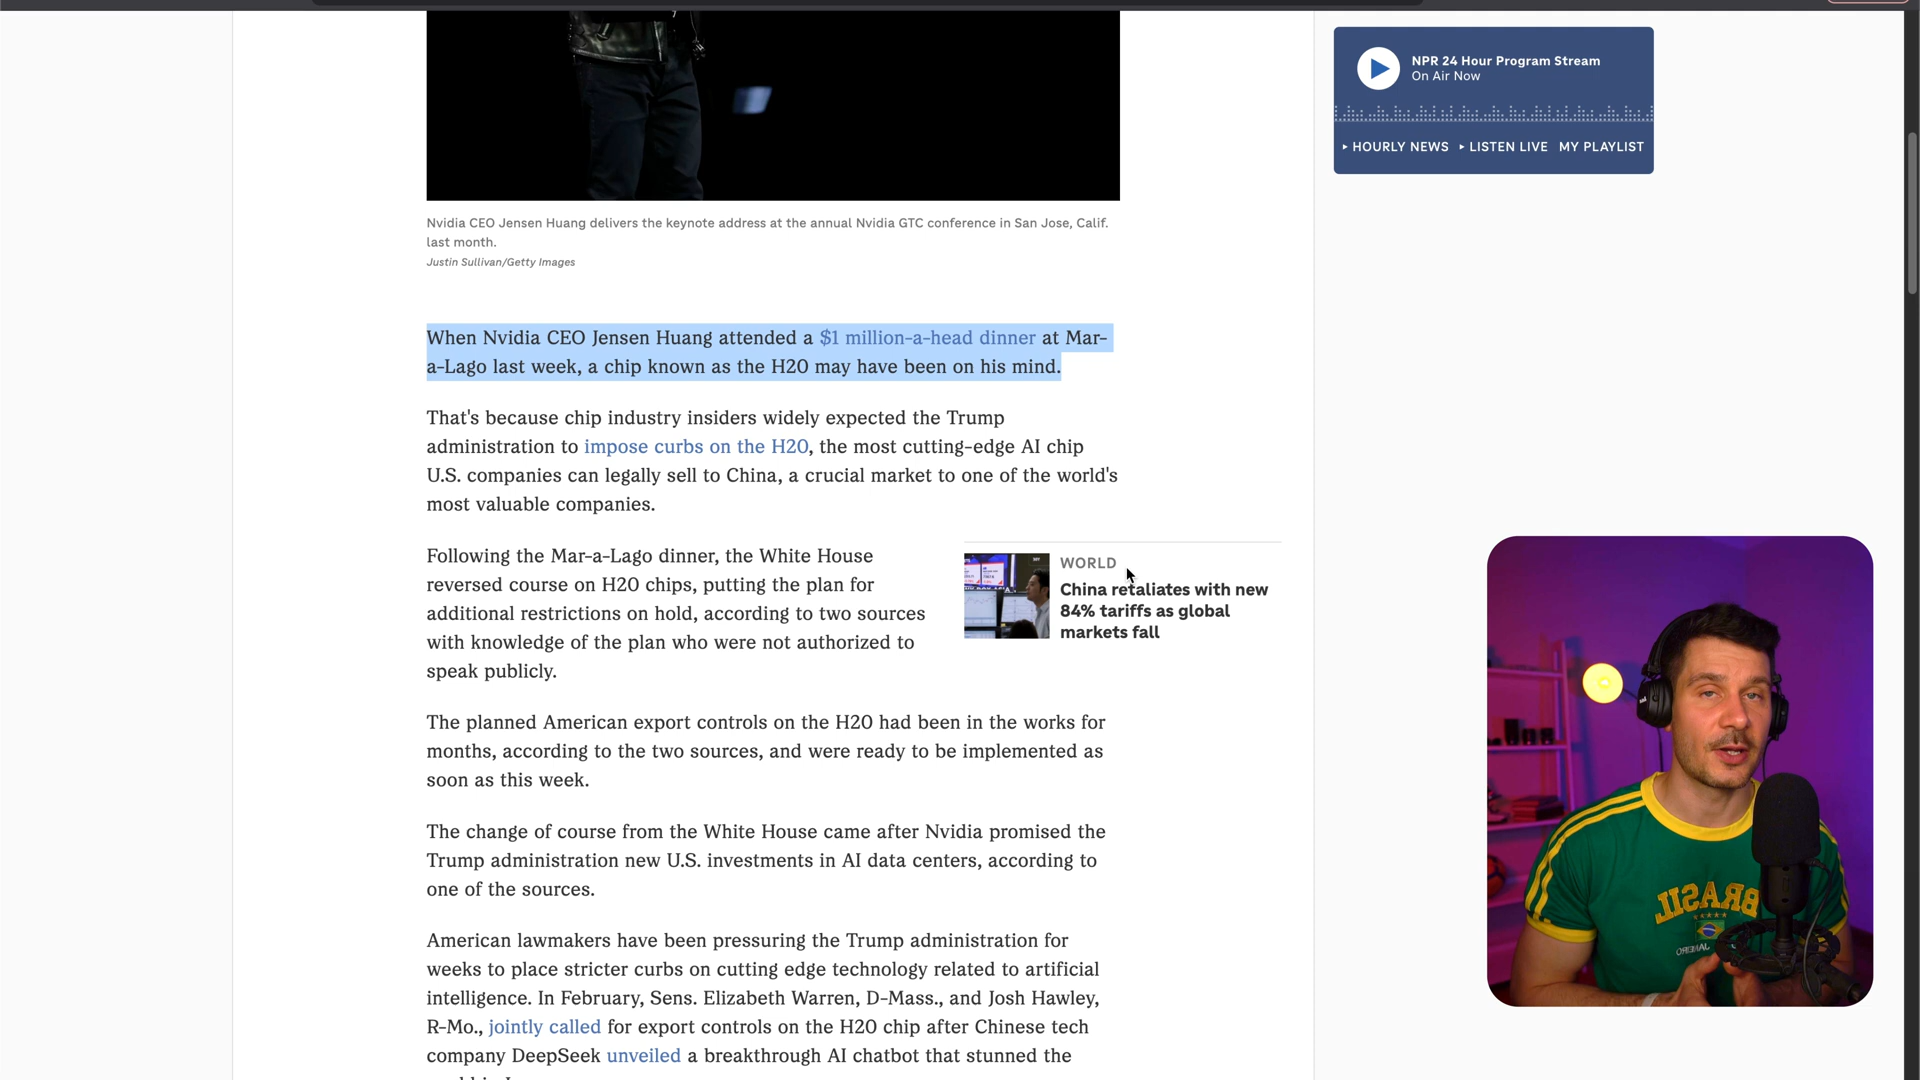 NPR 24 Hour Program Stream
On Air Now
HOURLY NEWS LISTEN LIVE MY PLAYLIST
Nvidia CEO Jensen Huang delivers the keynote address at the annual Nvidia GTC conference in San Jose, Calif.
last month.
Justin Sullivan/Getty Images
When Nvidia CEO Jensen Huang attended a $1 million-a-head dinner at Mar-
a-Lago last week, a chip known as the H20 may have been on his mind.
That's because chip industry insiders widely expected the Trump
administration to impose curbs on the H20, the most cutting-edge AI chip
U.S. companies can legally sell to China, a crucial market to one of the world's
most valuable companies.
Following the Mar-a-Lago dinner, the White House
reversed course on H20 chips, putting the plan for
additional restrictions on hold, according to two sources
with knowledge of the plan who were not authorized to
speak publicly.
WORLD
China retaliates with new
84% tariffs as global
markets fall
The planned American export controls on the H20 had been in the works for
months, according to the two sources, and were ready to be implemented as
soon as this week.
The change of course from the White House came after Nvidia promised the
Trump administration new U.S. investments in AI data centers, according to
one of the sources.
American lawmakers have been pressuring the Trump administration for
weeks to place stricter curbs on cutting edge technology related to artificial
intelligence. In February, Sens. Elizabeth Warren, D-Mass., and Josh Hawley,
R-Mo., jointly called for export controls on the H20 chip after Chinese tech
company DeepSeek unveiled a breakthrough AI chatbot that stunned the
BRASIL
JANEIRO